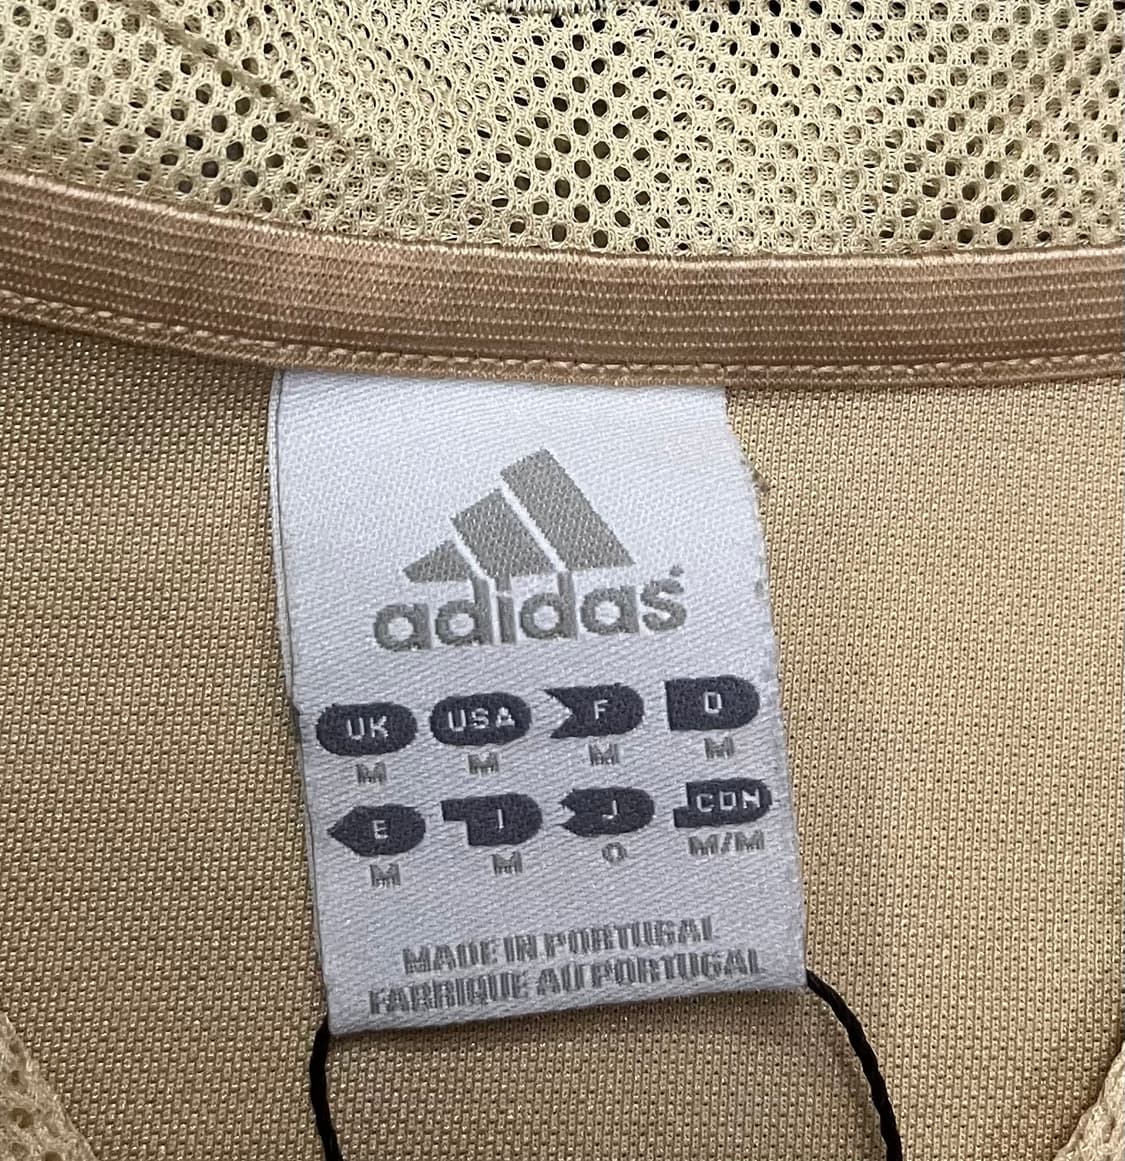 adidas®
UK USA F D
M M M M
E I J CDN
M M O M/M
MADE IN PORTUGAL
FABRIQUE AU PORTUGAL